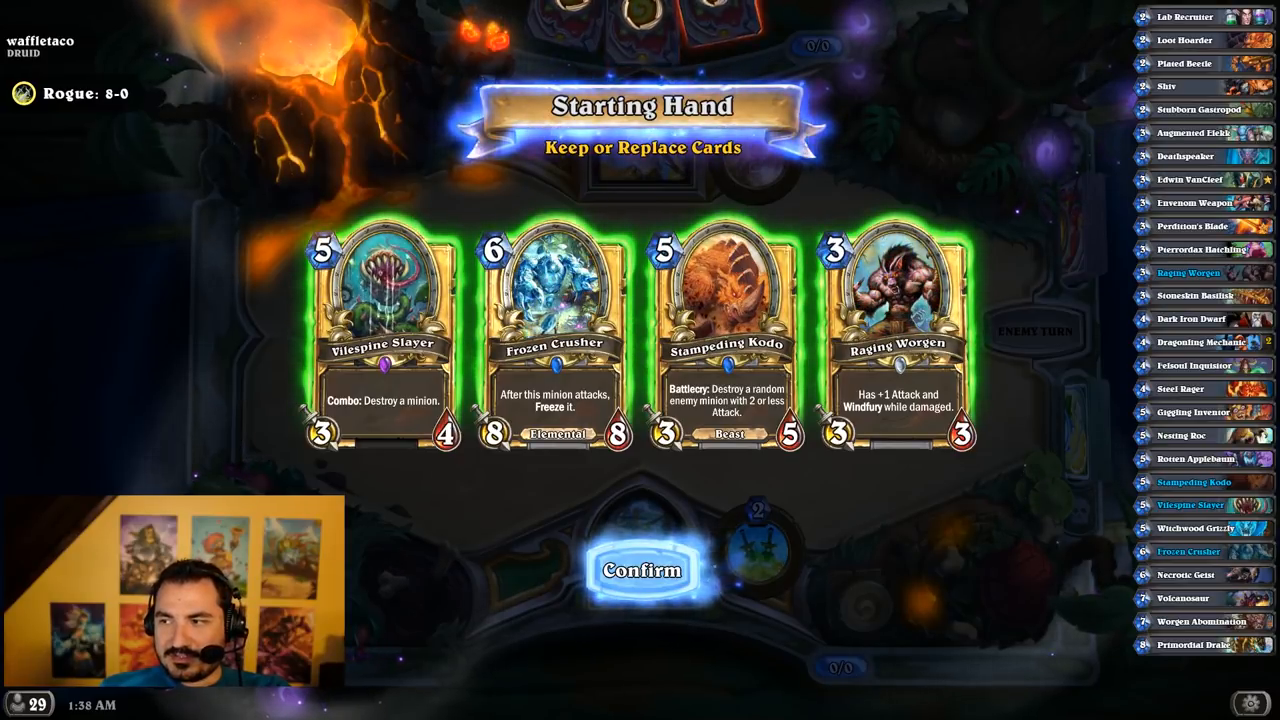 waffletaco
DRUID
Rogue: 8-0
0/0
Starting Hand
Keep or Replace Cards
5
Vilespine Slayer
Combo: Destroy a minion.
3
4
6
Frozen Crusher
After this minion attacks,
Freeze it.
8
Elemental
8
5
Stampeding Kodo
Battlecry: Destroy a random
enemy minion with 2 or less
Attack.
3
Beast
5
3
Raging Worgen
Has +1 Attack and
Windfury while damaged.
3
3
ENEMY TURN
2
Confirm
0/0
29
1:38 AM
2 Lab Recruiter
2 Loot Hoarder
2 Plated Beetle
2 Shiv
2 Stubborn Gastropod
3 Augmented Elekk
3 Deathspeaker
3 Edwin VanCleef
3 Envenom Weapon
3 Perdition's Blade
3 Pterrordax Hatchling
3 Raging Worgen
3 Stoneskin Basilisk
4 Dark Iron Dwarf
4 Dragonling Mechanic 2
4 Felsoul Inquisitor
4 Steel Rager
5 Giggling Inventor
5 Nesting Roc
5 Rotten Applebaum
5 Stampeding Kodo
5 Vilespine Slayer
5 Witchwood Grizzly
6 Frozen Crusher
6 Necrotic Geist
7 Volcanosaur
7 Worgen Abomination
8 Primordial Drake